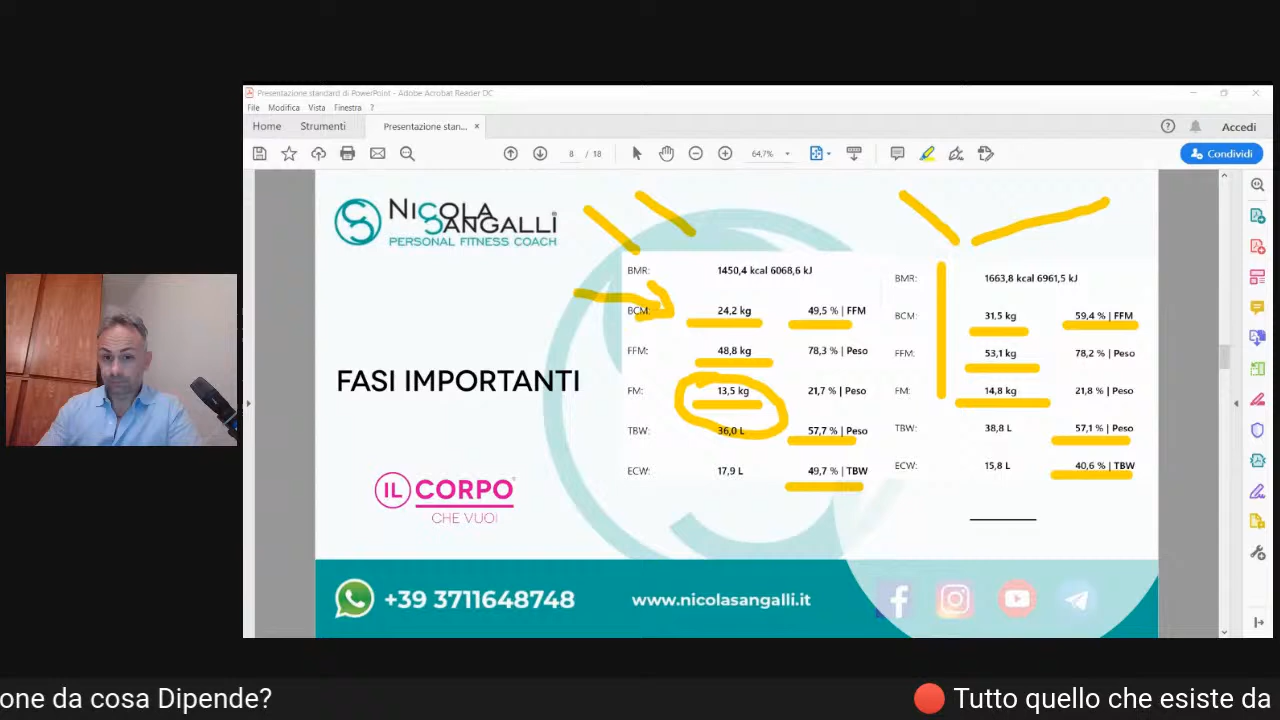 Presentazione standard di PowerPoint - Adobe Acrobat Reader DC
File Modifica Vista Finestra ?
Home Strumenti Presentazione stan... × Accedi
8 / 18 64,7% Condividi
NICOLA
SANGALLI
PERSONAL FITNESS COACH
FASI IMPORTANTI
IL CORPO
CHE VUOI
BMR: 1450,4 kcal 6068,6 kJ
BCM: 24,2 kg 49,5 % | FFM
FFM: 48,8 kg 78,3 % | Peso
FM: 13,5 kg 21,7 % | Peso
TBW: 36,0 L 57,7 % | Peso
ECW: 17,9 L 49,7 % | TBW
BMR: 1663,8 kcal 6961,5 kJ
BCM: 31,5 kg 59,4 % | FFM
FFM: 53,1 kg 78,2 % | Peso
FM: 14,8 kg 21,8 % | Peso
TBW: 38,8 L 57,1 % | Peso
ECW: 15,8 L 40,6 % | TBW
+39 3711648748 www.nicolasangalli.it
one da cosa Dipende? Tutto quello che esiste da